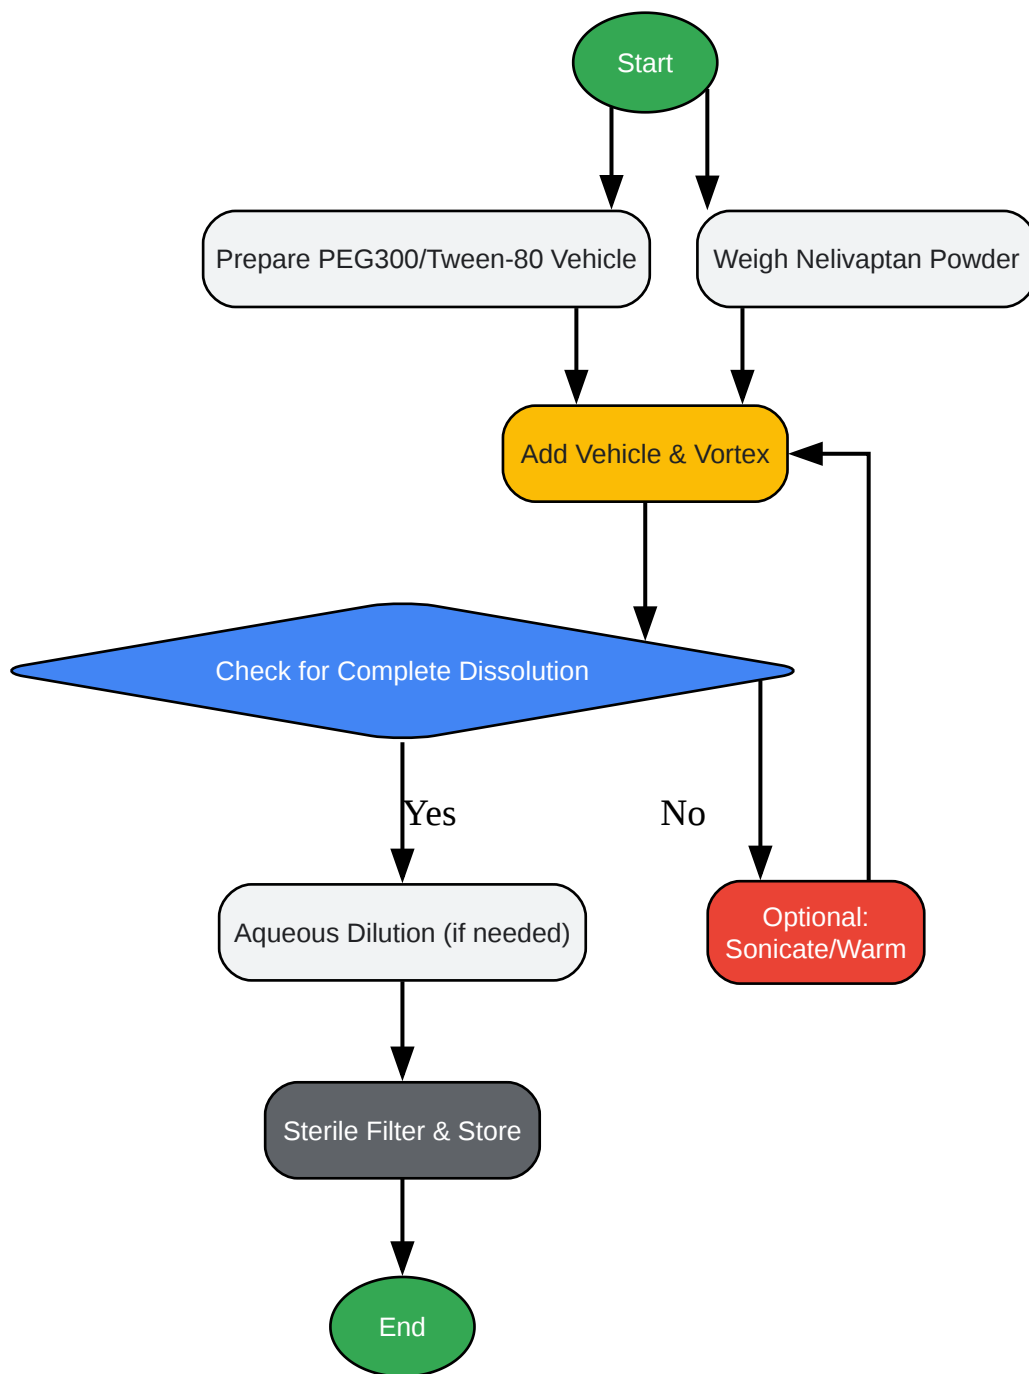 Start
Prepare PEG300/Tween-80 Vehicle
Weigh Nelivaptan Powder
Add Vehicle & Vortex
Check for Complete Dissolution
Yes
No
Aqueous Dilution (if needed)
Optional:
Sonicate/Warm
Sterile Filter & Store
End